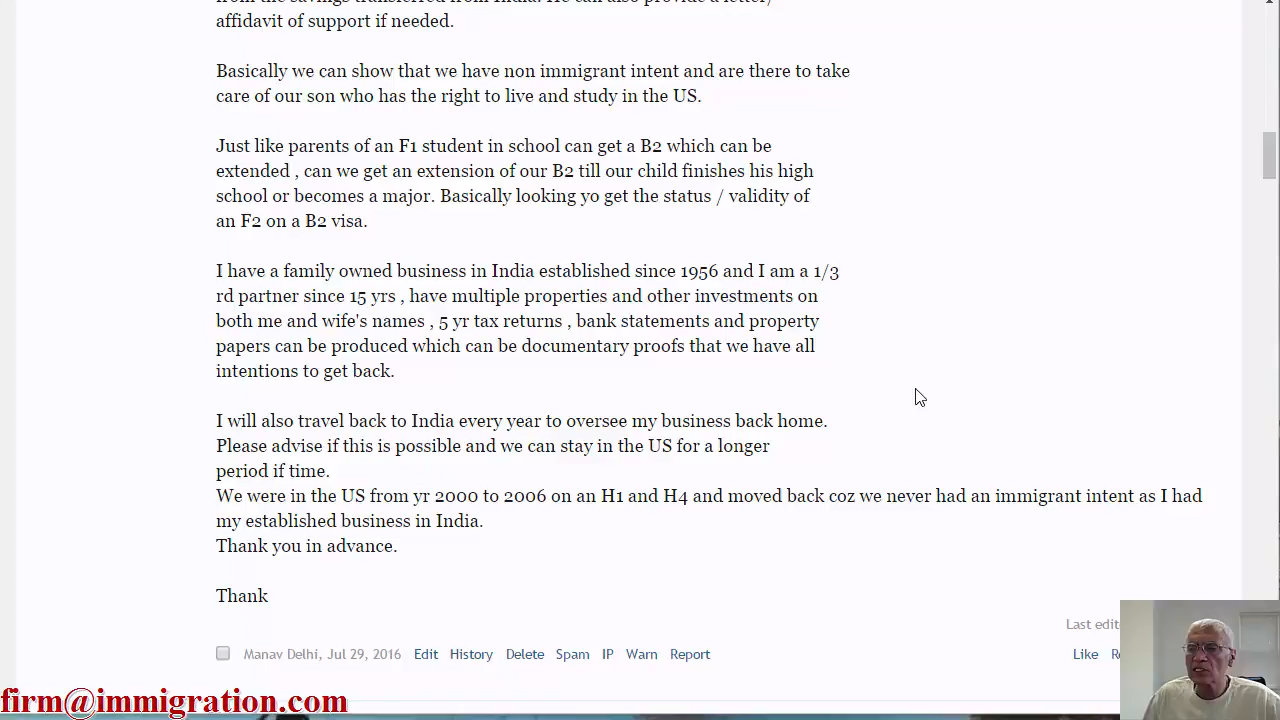 affidavit of support if needed.
Basically we can show that we have non immigrant intent and are there to take
care of our son who has the right to live and study in the US.
Just like parents of an F1 student in school can get a B2 which can be
extended , can we get an extension of our B2 till our child finishes his high
school or becomes a major. Basically looking yo get the status / validity of
an F2 on a B2 visa.
I have a family owned business in India established since 1956 and I am a 1/3
rd partner since 15 yrs , have multiple properties and other investments on
both me and wife's names , 5 yr tax returns , bank statements and property
papers can be produced which can be documentary proofs that we have all
intentions to get back.
I will also travel back to India every year to oversee my business back home.
Please advise if this is possible and we can stay in the US for a longer
period if time.
We were in the US from yr 2000 to 2006 on an H1 and H4 and moved back coz we never had an immigrant intent as I had
my established business in India.
Thank you in advance.
Thank
Last edit
Manav Delhi, Jul 29, 2016 Edit History Delete Spam IP Warn Report Like
firm@immigration.com